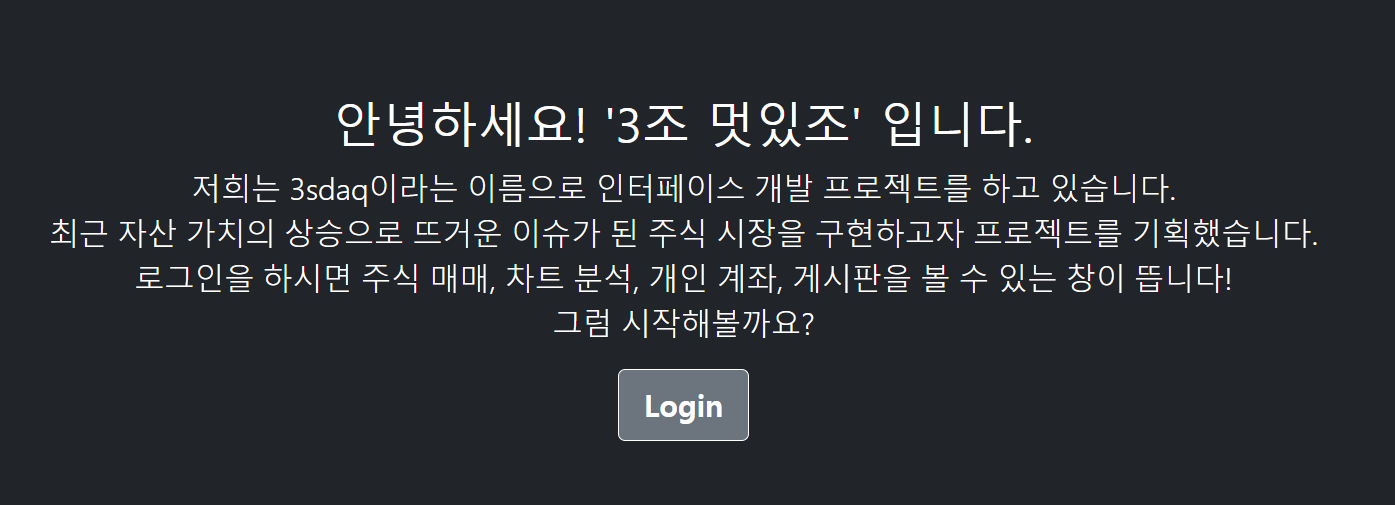 안녕하세요! '3조 멋있조' 입니다.
저희는 3sdaq이라는 이름으로 인터페이스 개발 프로젝트를 하고 있습니다.
최근 자산 가치의 상승으로 뜨거운 이슈가 된 주식 시장을 구현하고자 프로젝트를 기획했습니다.
로그인을 하시면 주식 매매, 차트 분석, 개인 계좌, 게시판을 볼 수 있는 창이 뜹니다!
그럼 시작해볼까요?
Login